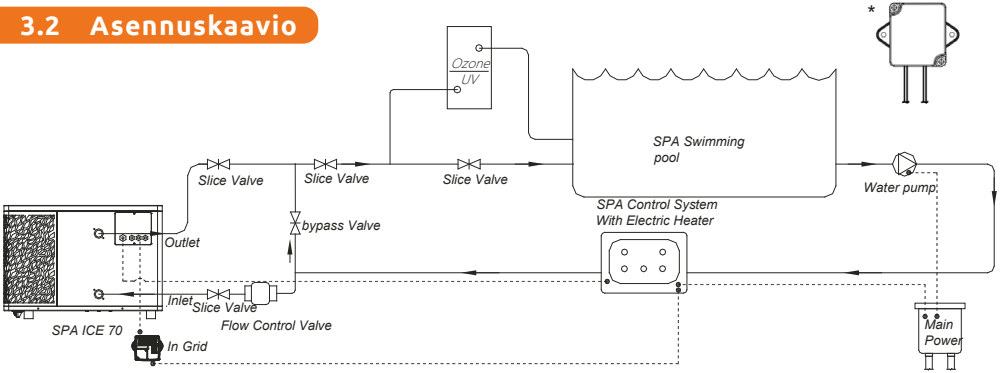 3.2 Asennuskaavio
*
Ozone
UV
SPA Swimming
pool
Slice Valve
Slice Valve
Slice Valve
Water pump
SPA Control System
With Electric Heater
bypass Valve
Outlet
Inlet
Slice Valve
Flow Control Valve
SPA ICE 70
In Grid
Main
Power